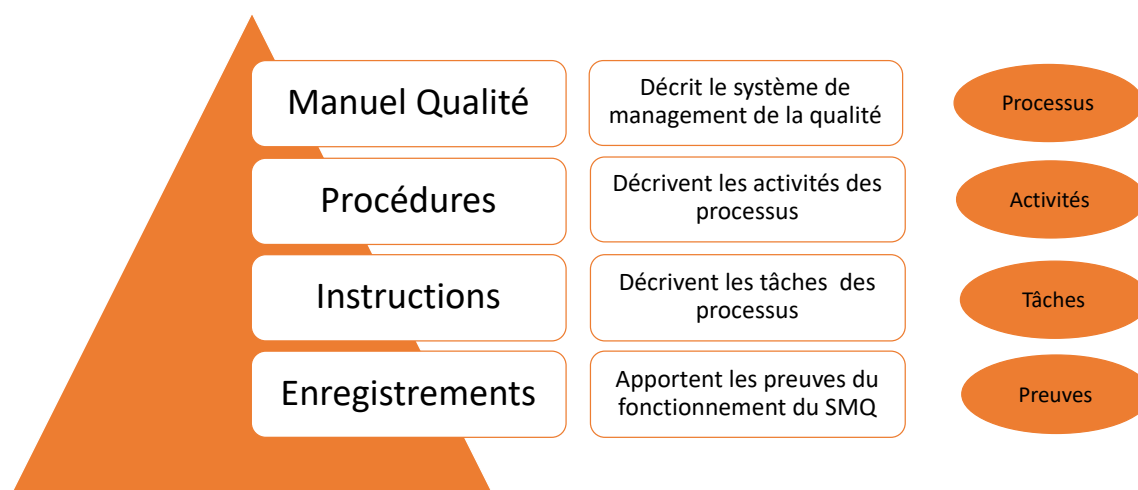 Manuel Qualité
Décrit le système de
management de la qualité
Processus
Procédures
Décrivent les activités des
processus
Activités
Instructions
Décrivent les tâches des
processus
Tâches
Enregistrements
Apportent les preuves du
fonctionnement du SMQ
Preuves